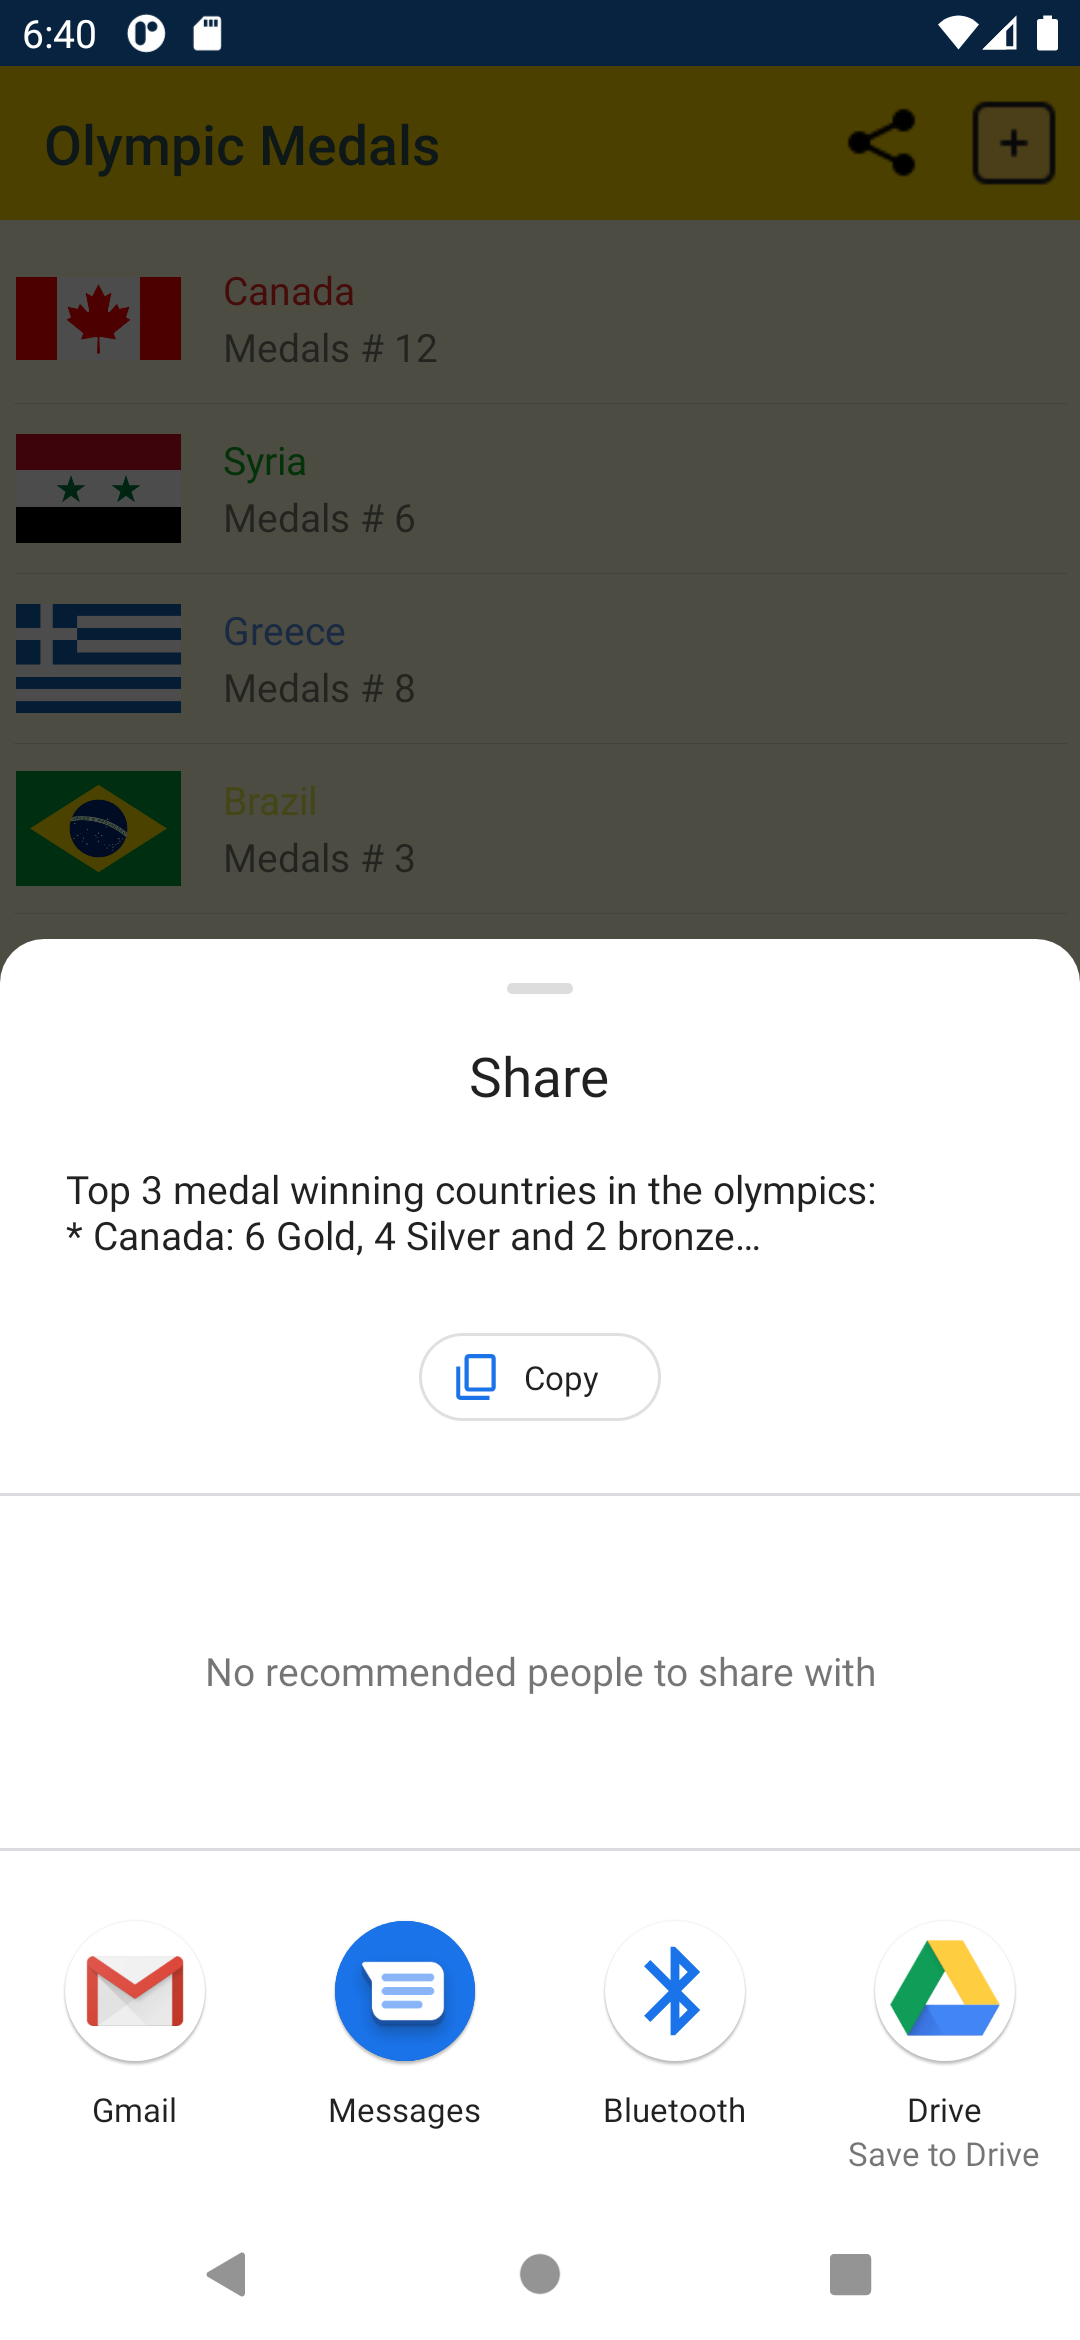 6:40
Olympic Medals
Canada
Medals # 12
Syria
Medals # 6
Greece
Medals # 8
Brazil
Medals # 3
Share
Top 3 medal winning countries in the olympics:
* Canada: 6 Gold, 4 Silver and 2 bronze…
Copy
No recommended people to share with
Gmail
Messages
Bluetooth
Drive
Save to Drive